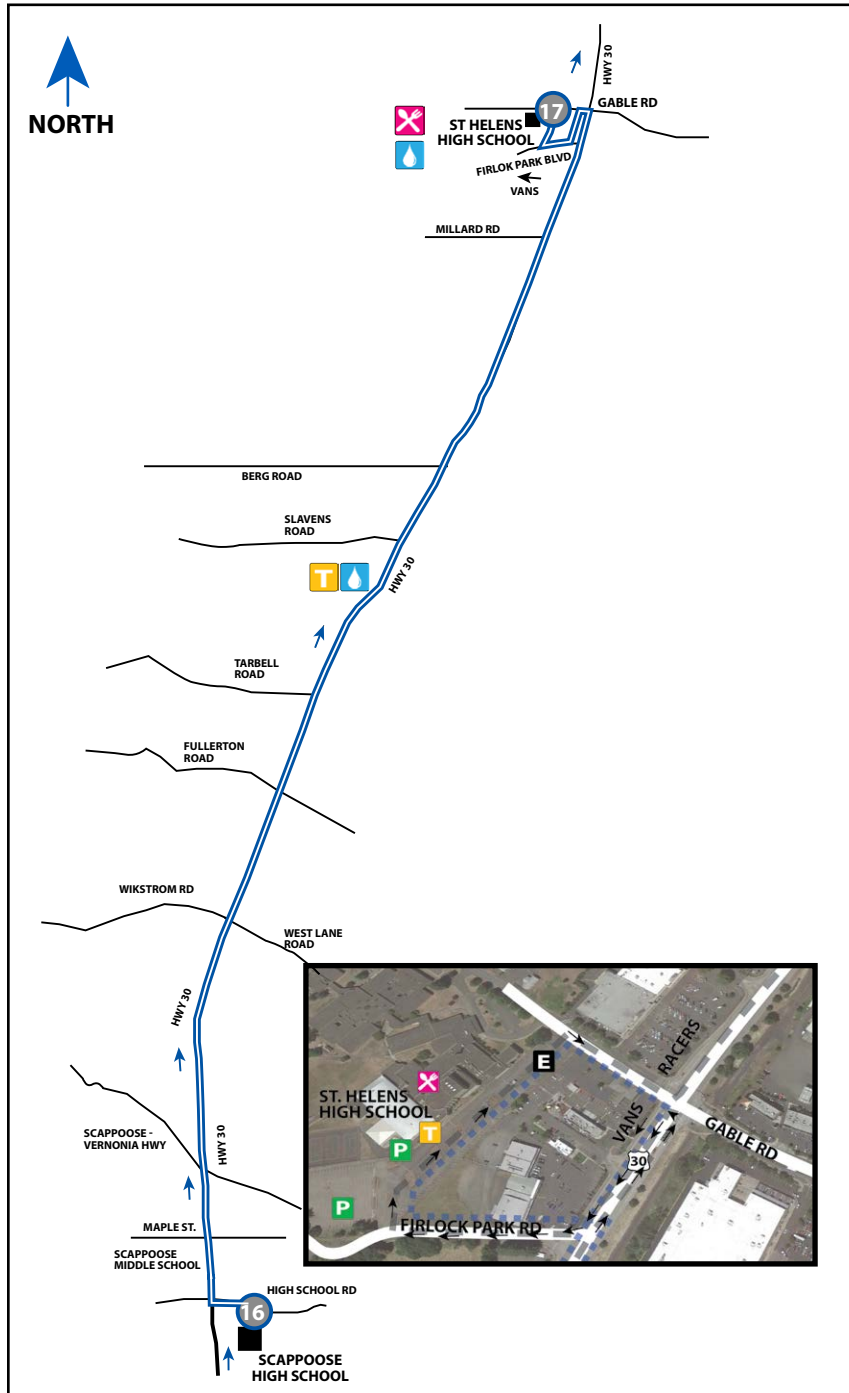 NORTH
HWY 30
17
GABLE RD
ST HELENS
HIGH SCHOOL
FIRLOK PARK BLVD
VANS
MILLARD RD
BERG ROAD
SLAVENS
ROAD
T
HWY 30
TARBELL
ROAD
FULLERTON
ROAD
WIKSTROM RD
WEST LANE
ROAD
HWY 30
SCAPPOOSE -
VERNONIA HWY
HWY 30
MAPLE ST.
SCAPPOOSE
MIDDLE SCHOOL
HIGH SCHOOL RD
16
SCAPPOOSE
HIGH SCHOOL
E
RACERS
ST. HELENS
HIGH SCHOOL
T
P
VANS
GABLE RD
30
P
FIRLOCK PARK RD